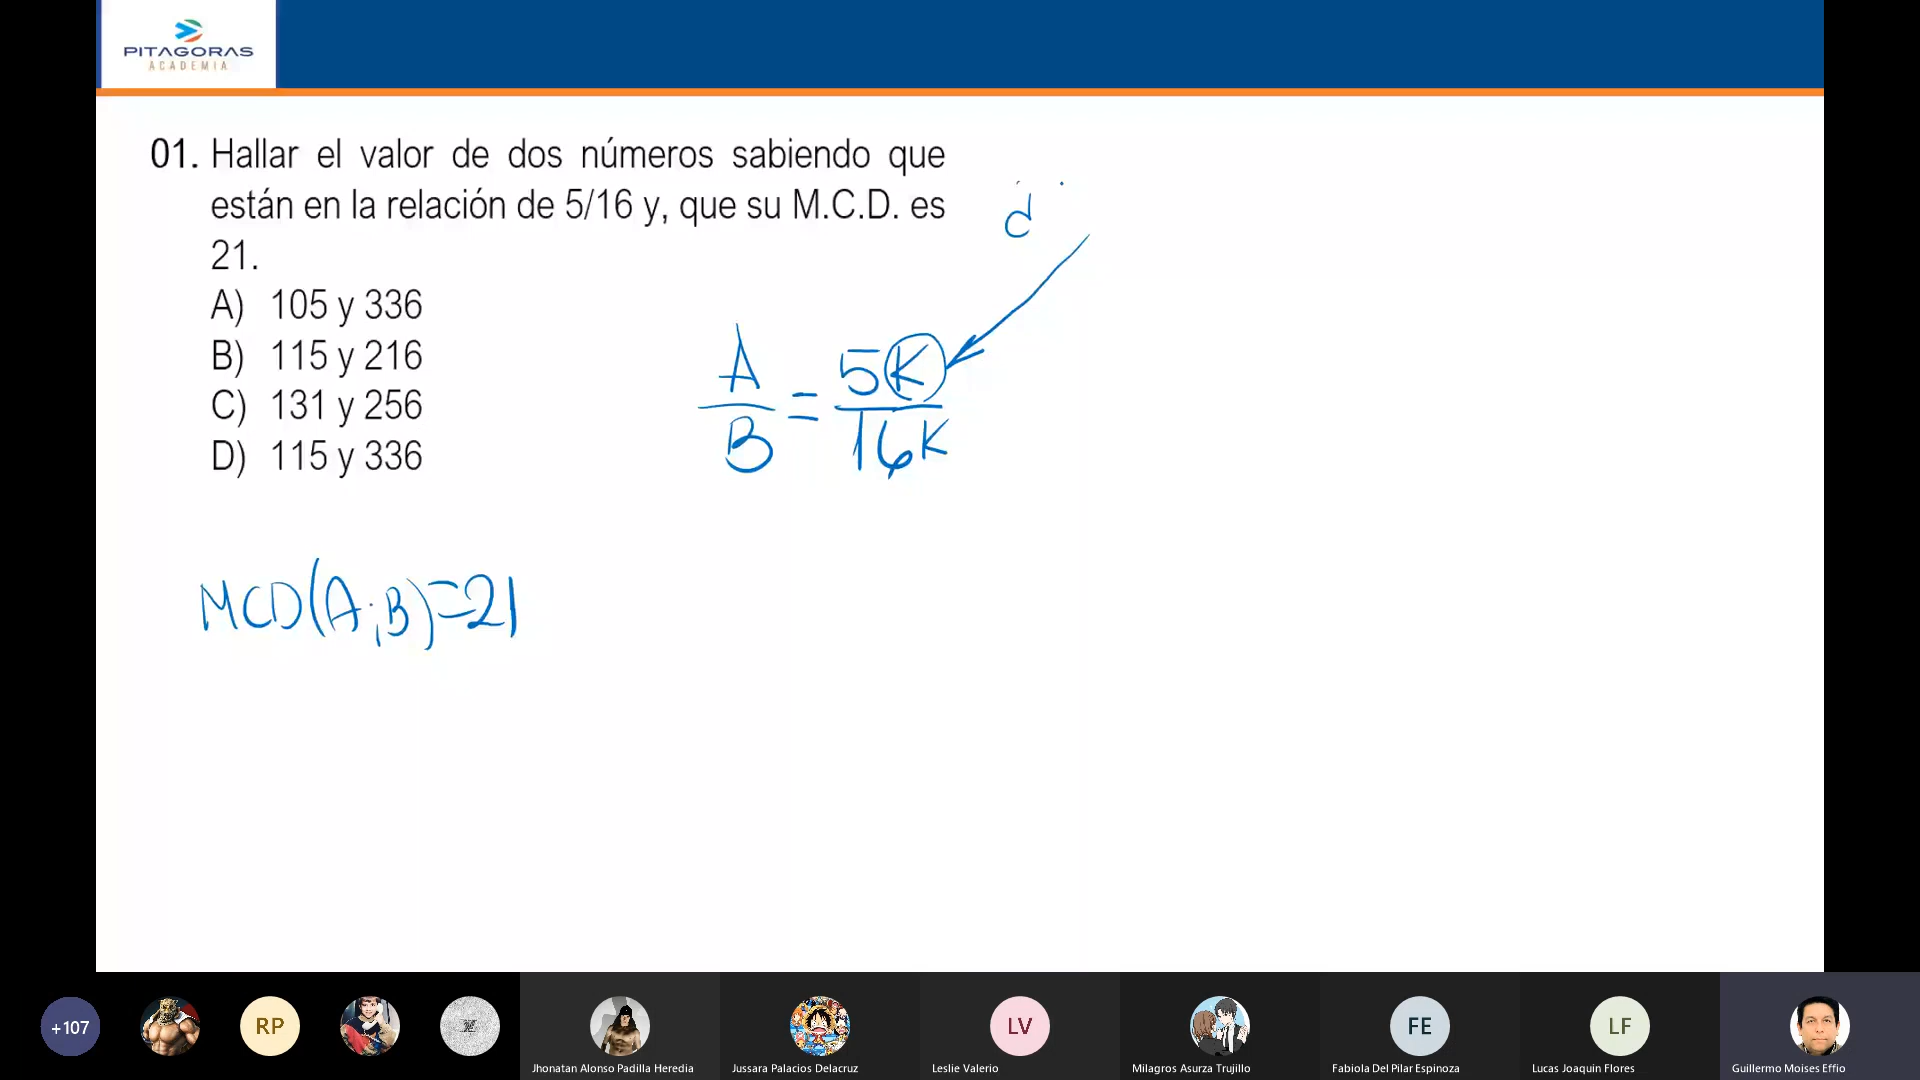 PITAGORAS
ACADEMIA
01. Hallar el valor de dos números sabiendo que
están en la relación de 5/16 y, que su M.C.D. es
21.
A) 105 y 336
B) 115 y 216
C) 131 y 256
D) 115 y 336
d
A/B = 5K/16K
MCD(A;B)=21
+107
RP
LV
FE
LF
Jhonatan Alonso Padilla Heredia
Jussara Palacios Delacruz
Leslie Valerio
Milagros Asurza Trujillo
Fabiola Del Pilar Espinoza
Lucas Joaquin Flores
Guillermo Moises Effio